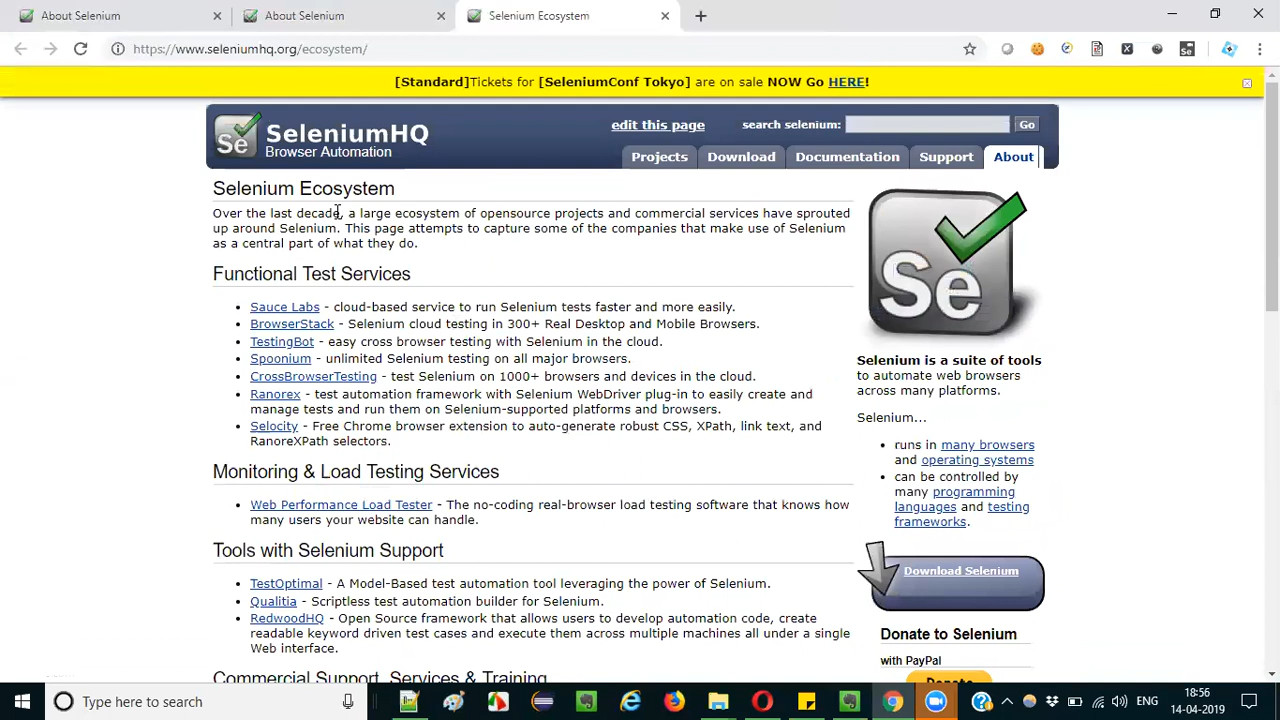 About Selenium
About Selenium
Selenium Ecosystem
https://www.seleniumhq.org/ecosystem/
[Standard]Tickets for [SeleniumConf Tokyo] are on sale NOW Go HERE!
Se
SeleniumHQ
Browser Automation
edit this page
search selenium:
Go
Projects
Download
Documentation
Support
About
Selenium Ecosystem
Over the last decade, a large ecosystem of opensource projects and commercial services have sprouted
up around Selenium. This page attempts to capture some of the companies that make use of Selenium
as a central part of what they do.
Functional Test Services
Sauce Labs - cloud-based service to run Selenium tests faster and more easily.
BrowserStack - Selenium cloud testing in 300+ Real Desktop and Mobile Browsers.
TestingBot - easy cross browser testing with Selenium in the cloud.
Spoonium - unlimited Selenium testing on all major browsers.
CrossBrowserTesting - test Selenium on 1000+ browsers and devices in the cloud.
Ranorex - test automation framework with Selenium WebDriver plug-in to easily create and
manage tests and run them on Selenium-supported platforms and browsers.
Selocity - Free Chrome browser extension to auto-generate robust CSS, XPath, link text, and
RanoreXPath selectors.
Monitoring & Load Testing Services
Web Performance Load Tester - The no-coding real-browser load testing software that knows how
many users your website can handle.
Tools with Selenium Support
TestOptimal - A Model-Based test automation tool leveraging the power of Selenium.
Qualitia - Scriptless test automation builder for Selenium.
RedwoodHQ - Open Source framework that allows users to develop automation code, create
readable keyword driven test cases and execute them across multiple machines all under a single
Web interface.
Commercial Support, Services & Training
Se
Selenium is a suite of tools
to automate web browsers
across many platforms.
Selenium...
runs in many browsers
and operating systems
can be controlled by
many programming
languages and testing
frameworks.
Download Selenium
Donate to Selenium
with PayPal
Donate
Type here to search
ENG
18:56
14-04-2019